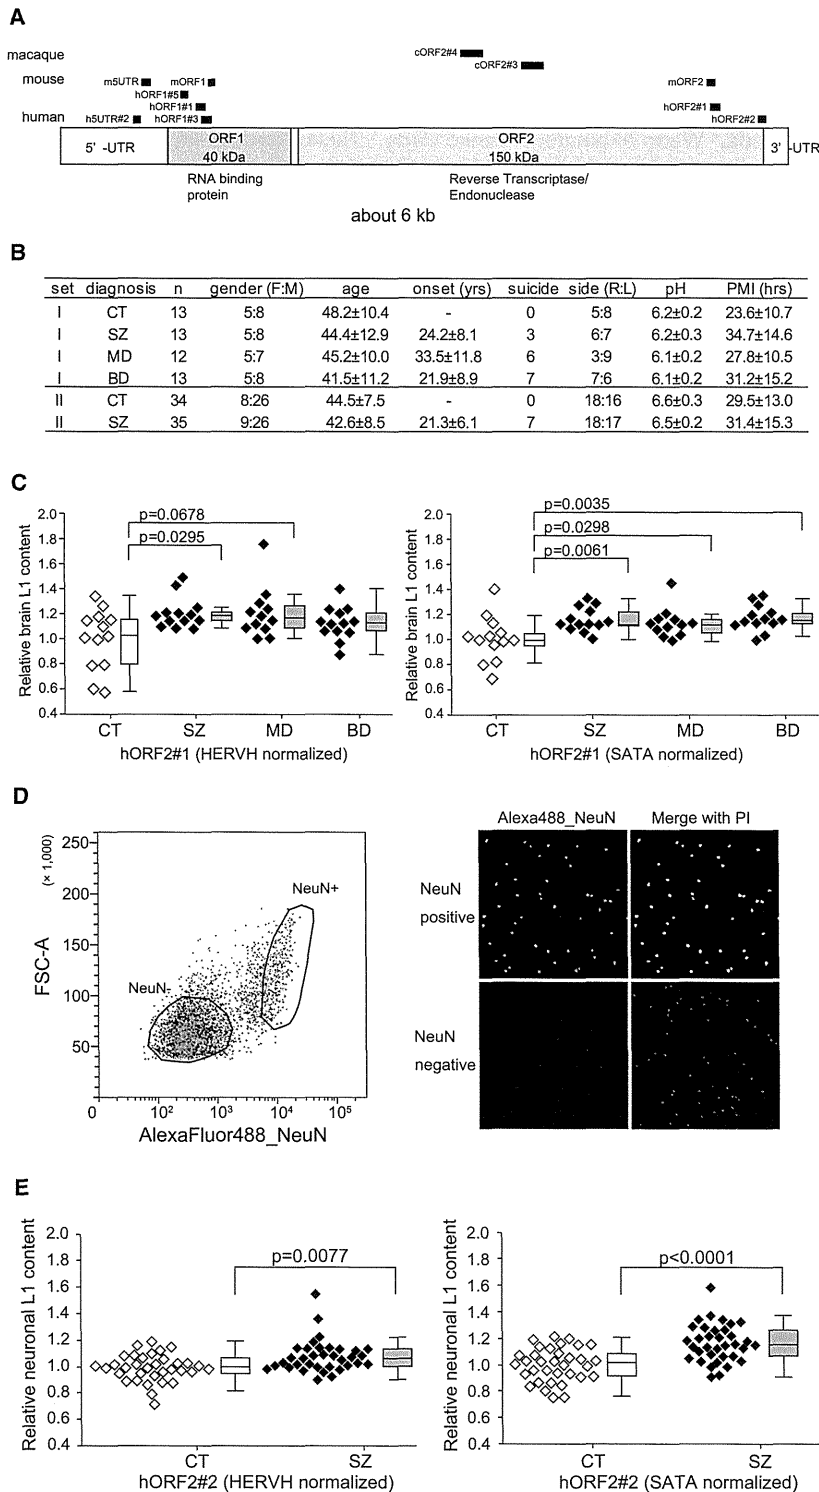 A
macaque
cORF2#4
cORF2#3
mouse
m5UTR
mORF1
mORF2
hORF1#5
hORF1#1
hORF2#1
human
h5UTR#2
hORF1#3
hORF2#2
5' -UTR
ORF1
40 kDa
ORF2
150 kDa
3' -UTR
RNA binding
protein
Reverse Transcriptase/
Endonuclease
about 6 kb
B
set diagnosis n gender (F:M) age onset (yrs) suicide side (R:L) pH PMI (hrs)
I CT 13 5:8 48.2±10.4 - 0 5:8 6.2±0.2 23.6±10.7
I SZ 13 5:8 44.4±12.9 24.2±8.1 3 6:7 6.2±0.3 34.7±14.6
I MD 12 5:7 45.2±10.0 33.5±11.8 6 3:9 6.1±0.2 27.8±10.5
I BD 13 5:8 41.5±11.2 21.9±8.9 7 7:6 6.1±0.2 31.2±15.2
II CT 34 8:26 44.5±7.5 - 0 18:16 6.6±0.3 29.5±13.0
II SZ 35 9:26 42.6±8.5 21.3±6.1 7 18:17 6.5±0.2 31.4±15.3
C
Relative brain L1 content
2.0
1.8
1.6
1.4
1.2
1.0
0.8
0.6
0.4
p=0.0678
p=0.0295
CT SZ MD BD
hORF2#1 (HERVH normalized)
Relative brain L1 content
2.0
1.8
1.6
1.4
1.2
1.0
0.8
0.6
0.4
p=0.0035
p=0.0298
p=0.0061
CT SZ MD BD
hORF2#1 (SATA normalized)
D
(× 1,000)
FSC-A
250
200
150
100
50
NeuN+
NeuN-
0 10² 10³ 10⁴ 10⁵
AlexaFluor488_NeuN
Alexa488_NeuN Merge with PI
NeuN
positive
NeuN
negative
E
Relative neuronal L1 content
2.0
1.8
1.6
1.4
1.2
1.0
0.8
0.6
0.4
p=0.0077
CT SZ
hORF2#2 (HERVH normalized)
Relative neuronal L1 content
2.0
1.8
1.6
1.4
1.2
1.0
0.8
0.6
0.4
p<0.0001
CT SZ
hORF2#2 (SATA normalized)